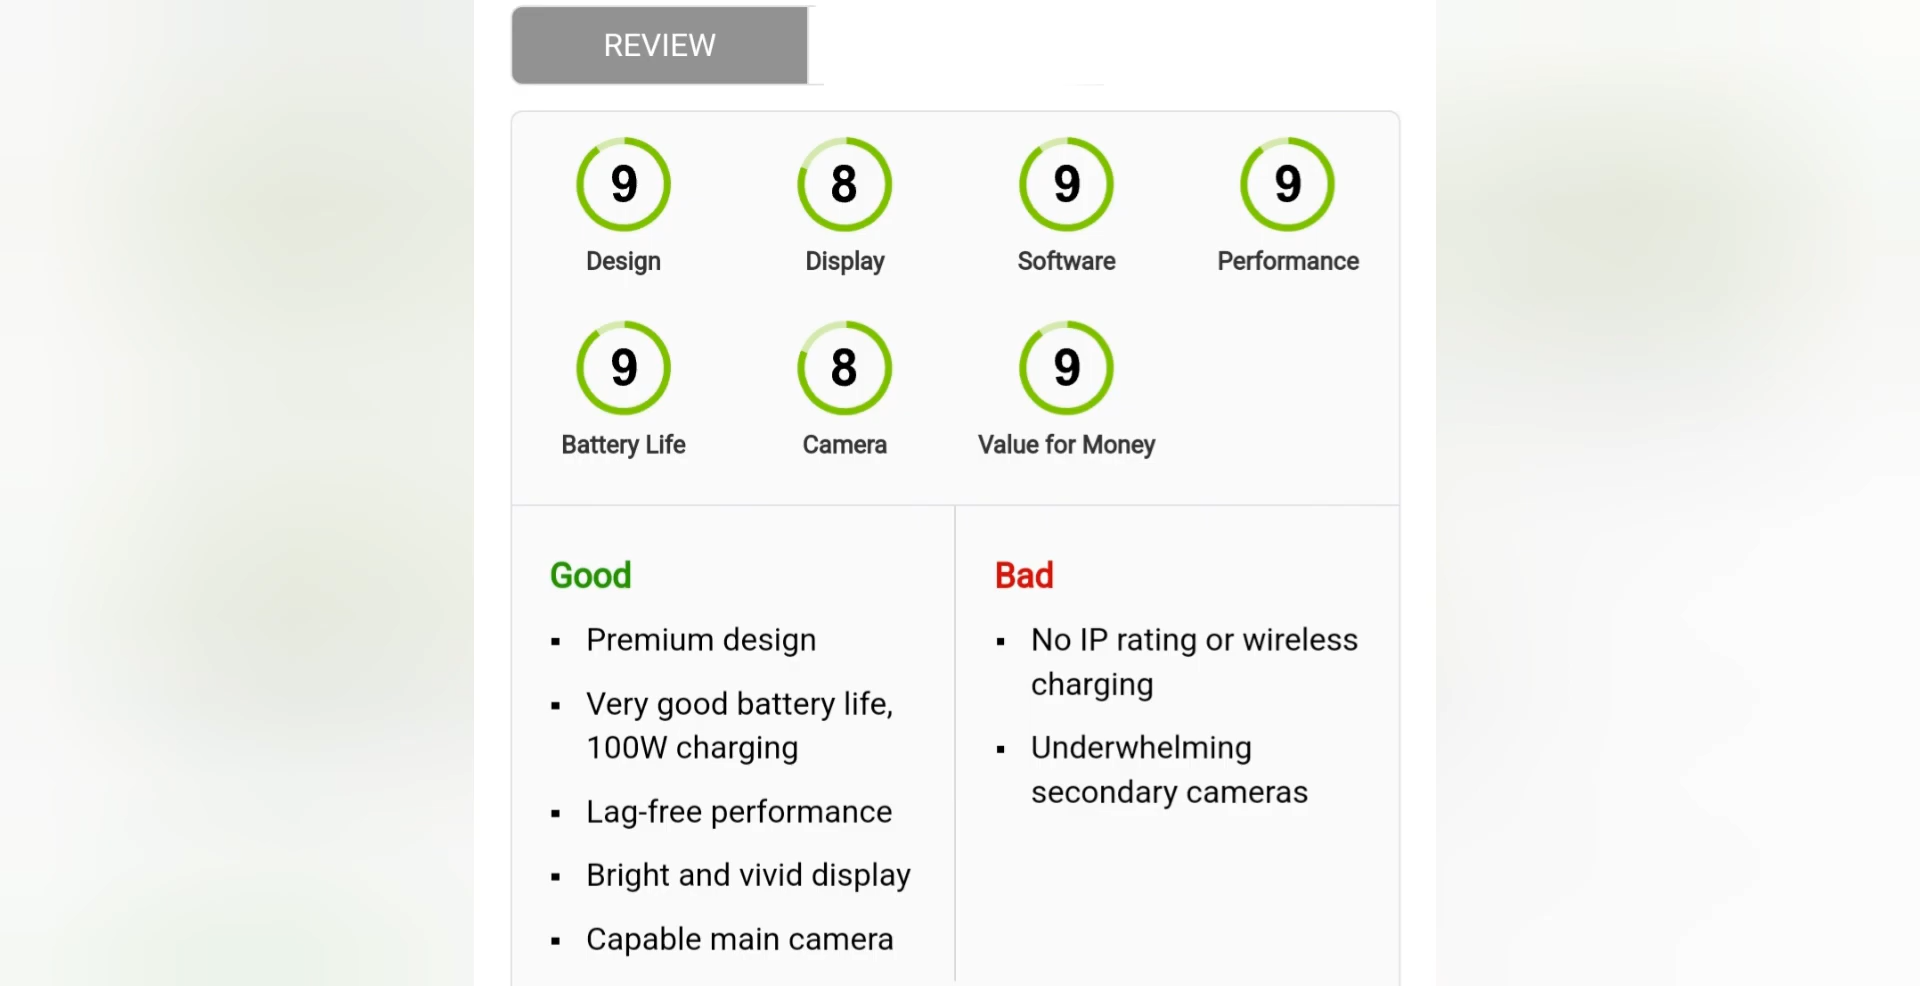 REVIEW
9 8 9 9
Design Display Software Performance
9 8 9
Battery Life Camera Value for Money
Good
▪ Premium design
▪ Very good battery life,
100W charging
▪ Lag-free performance
▪ Bright and vivid display
▪ Capable main camera
Bad
▪ No IP rating or wireless
charging
▪ Underwhelming
secondary cameras